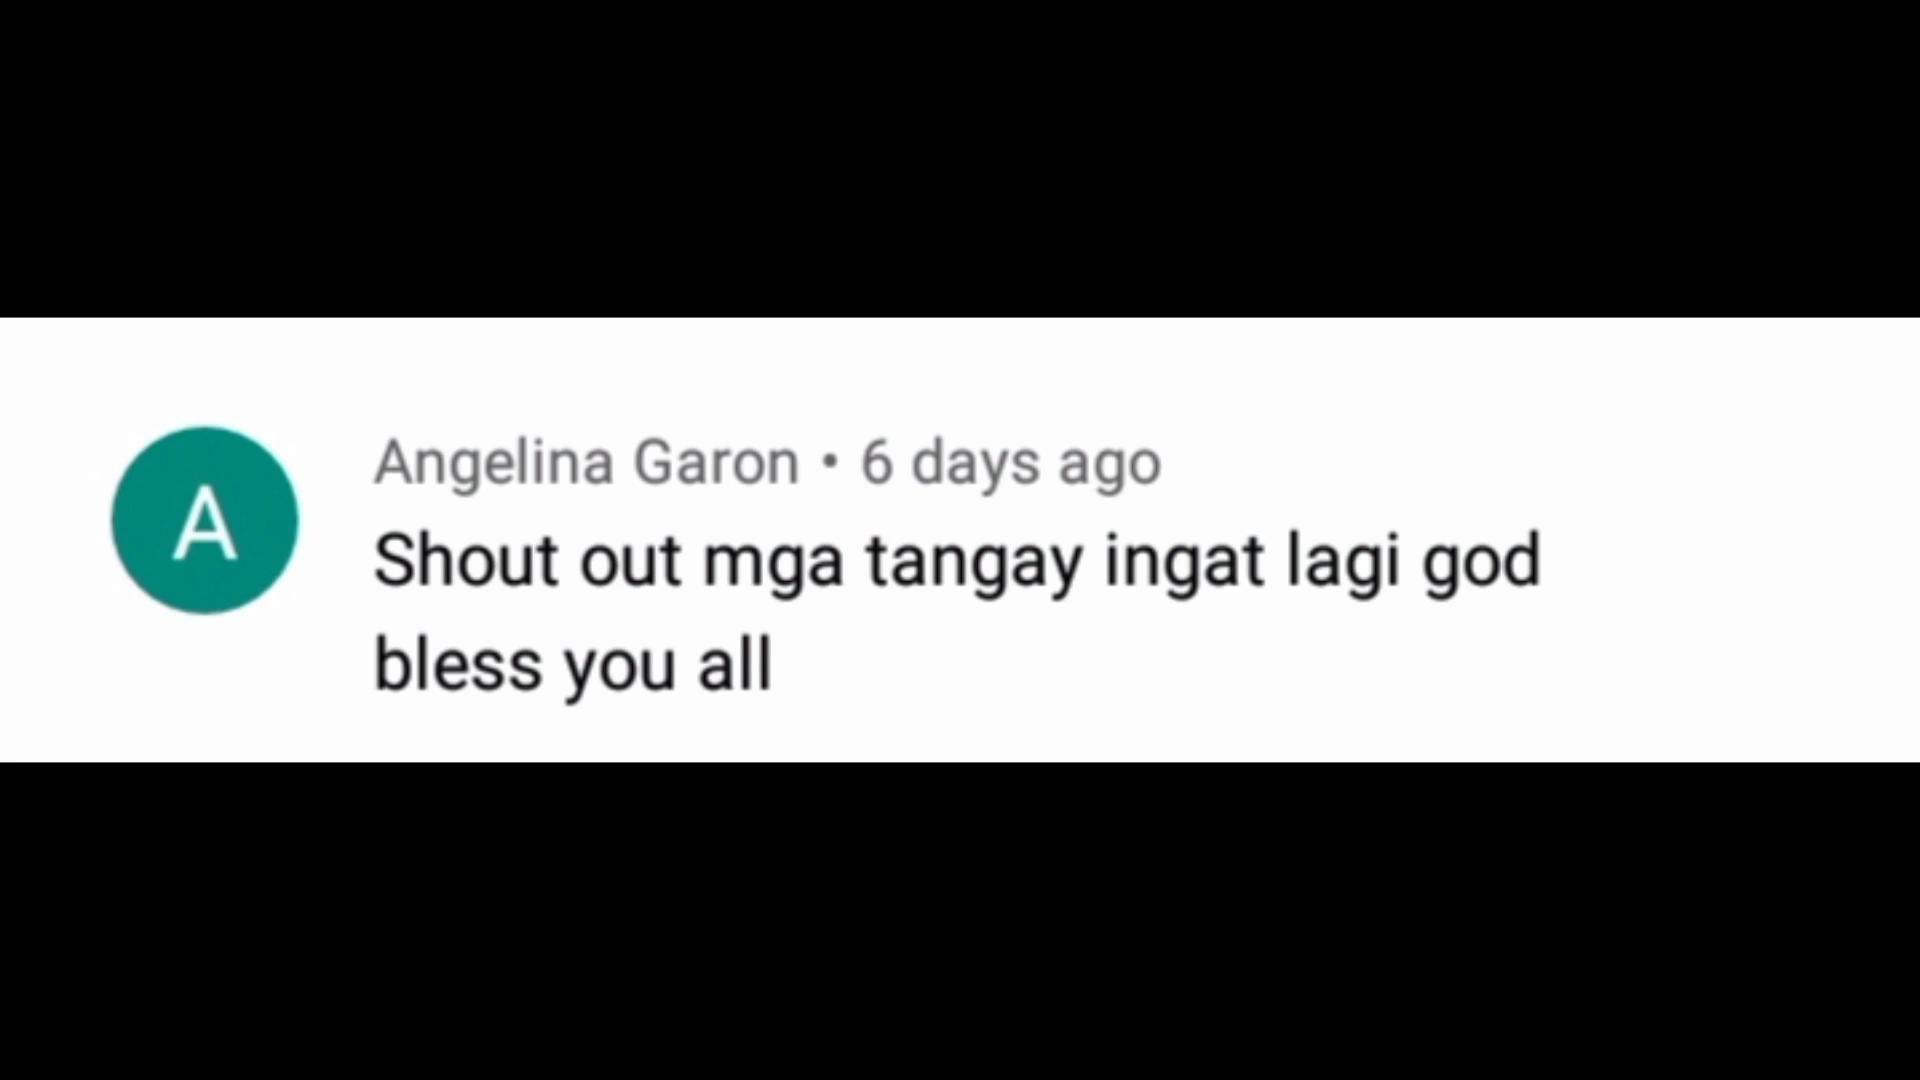 A
Angelina Garon • 6 days ago
Shout out mga tangay ingat lagi god
bless you all